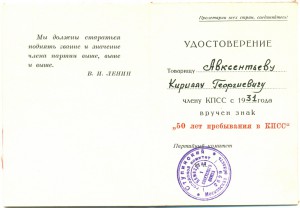 Мы должны стараться
поднять звание и значение
члена партии выше, выше
и выше.
В. И. ЛЕНИН
Пролетарии всех стран, соединяйтесь!
УДОСТОВЕРЕНИЕ
Товарищу Авксентьеву
Кириллу Георгиевичу
члену КПСС с 1931 года
вручен знак
„50 лет пребывания в КПСС”
Партийный комитет